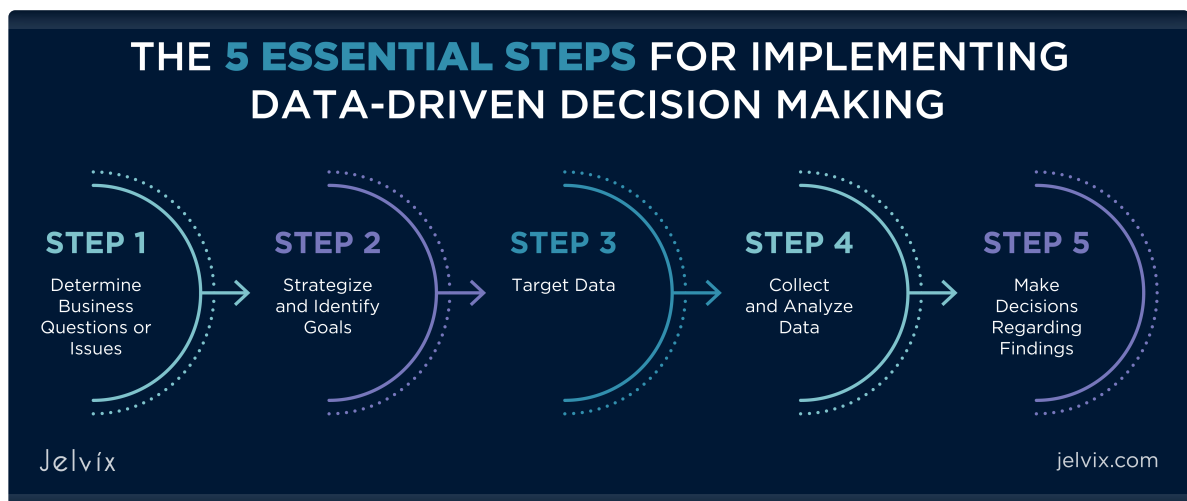 THE 5 ESSENTIAL STEPS FOR IMPLEMENTING
DATA-DRIVEN DECISION MAKING
STEP 1
Determine
Business
Questions or
Issues
STEP 2
Strategize
and Identify
Goals
STEP 3
Target Data
STEP 4
Collect
and Analyze
Data
STEP 5
Make
Decisions
Regarding
Findings
Jelvix
jelvix.com